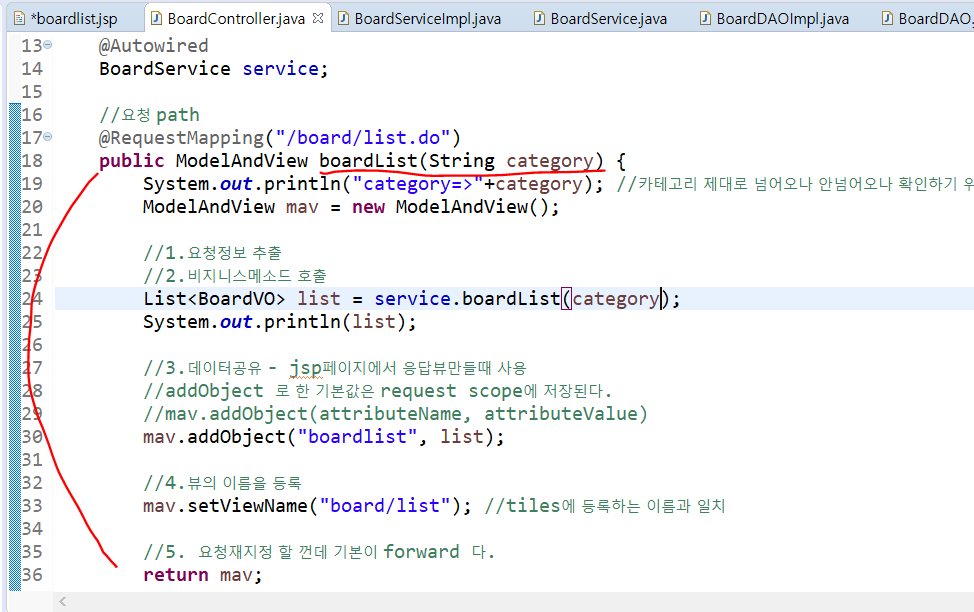 *boardlist.jsp BoardController.java BoardServiceImpl.java BoardService.java BoardDAOImpl.java BoardDAO.
13 @Autowired
14 BoardService service;
15
16 //요청 path
17 @RequestMapping("/board/list.do")
18 public ModelAndView boardList(String category) {
19 System.out.println("category=>"+category); //카테고리 제대로 넘어오나 안넘어오나 확인하기 위
20 ModelAndView mav = new ModelAndView();
21
22 //1.요청정보 추출
23 //2.비지니스메소드 호출
24 List<BoardVO> list = service.boardList(category);
25 System.out.println(list);
26
27 //3.데이터공유 - jsp페이지에서 응답뷰만들때 사용
28 //addObject 로 한 기본값은 request scope에 저장된다.
29 //mav.addObject(attributeName, attributeValue)
30 mav.addObject("boardlist", list);
31
32 //4.뷰의 이름을 등록
33 mav.setViewName("board/list"); //tiles에 등록하는 이름과 일치
34
35 //5. 요청재지정 할 껀데 기본이 forward 다.
36 return mav;